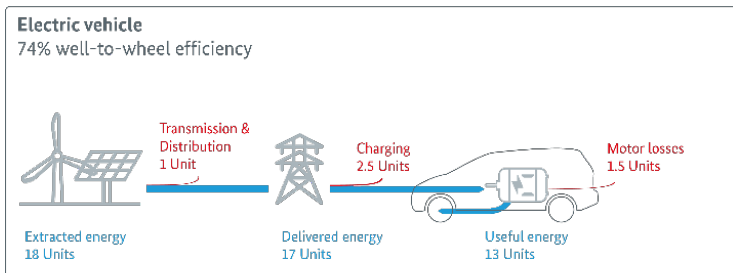 Electric vehicle
74% well-to-wheel efficiency
Transmission &
Distribution
1 Unit
Charging
2.5 Units
Motor losses
1.5 Units
Extracted energy
18 Units
Delivered energy
17 Units
Useful energy
13 Units